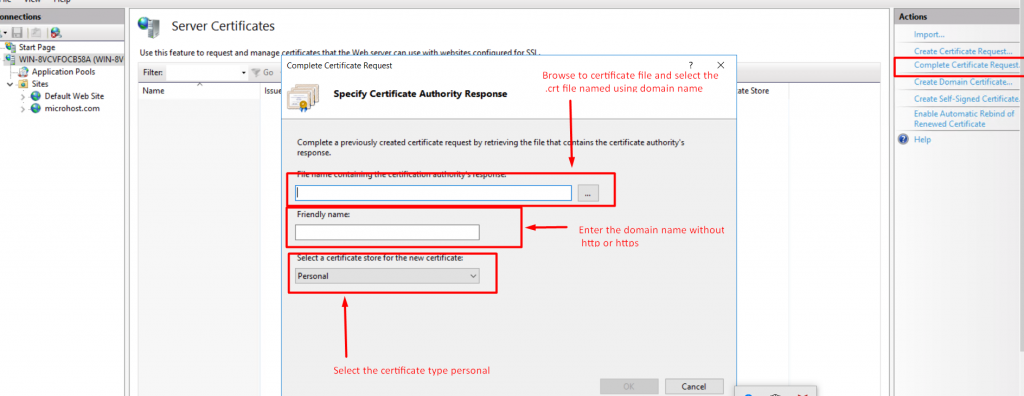 View
Help
Connections
Start Page
WIN-8VCVFOCB58A (WIN-8V
Application Pools
Sites
Default Web Site
microhost.com
Server Certificates
Use this feature to request and manage certificates that the Web server can use with websites configured for SSL.
Filter:
Go
Name
Issue
ate Store
Complete Certificate Request
?
Browse to certificate file and select the
.crt file named using domain name
Specify Certificate Authority Response
Complete a previously created certificate request by retrieving the file that contains the certificate authority's
response.
File name containing the certification authority's response:
...
Friendly name:
Enter the domain name without
http or https
Select a certificate store for the new certificate:
Personal
Select the certificate type personal
OK
Cancel
Actions
Import...
Create Certificate Request...
Complete Certificate Request.
Create Domain Certificate...
Create Self-Signed Certificate.
Enable Automatic Rebind of
Renewed Certificate
Help